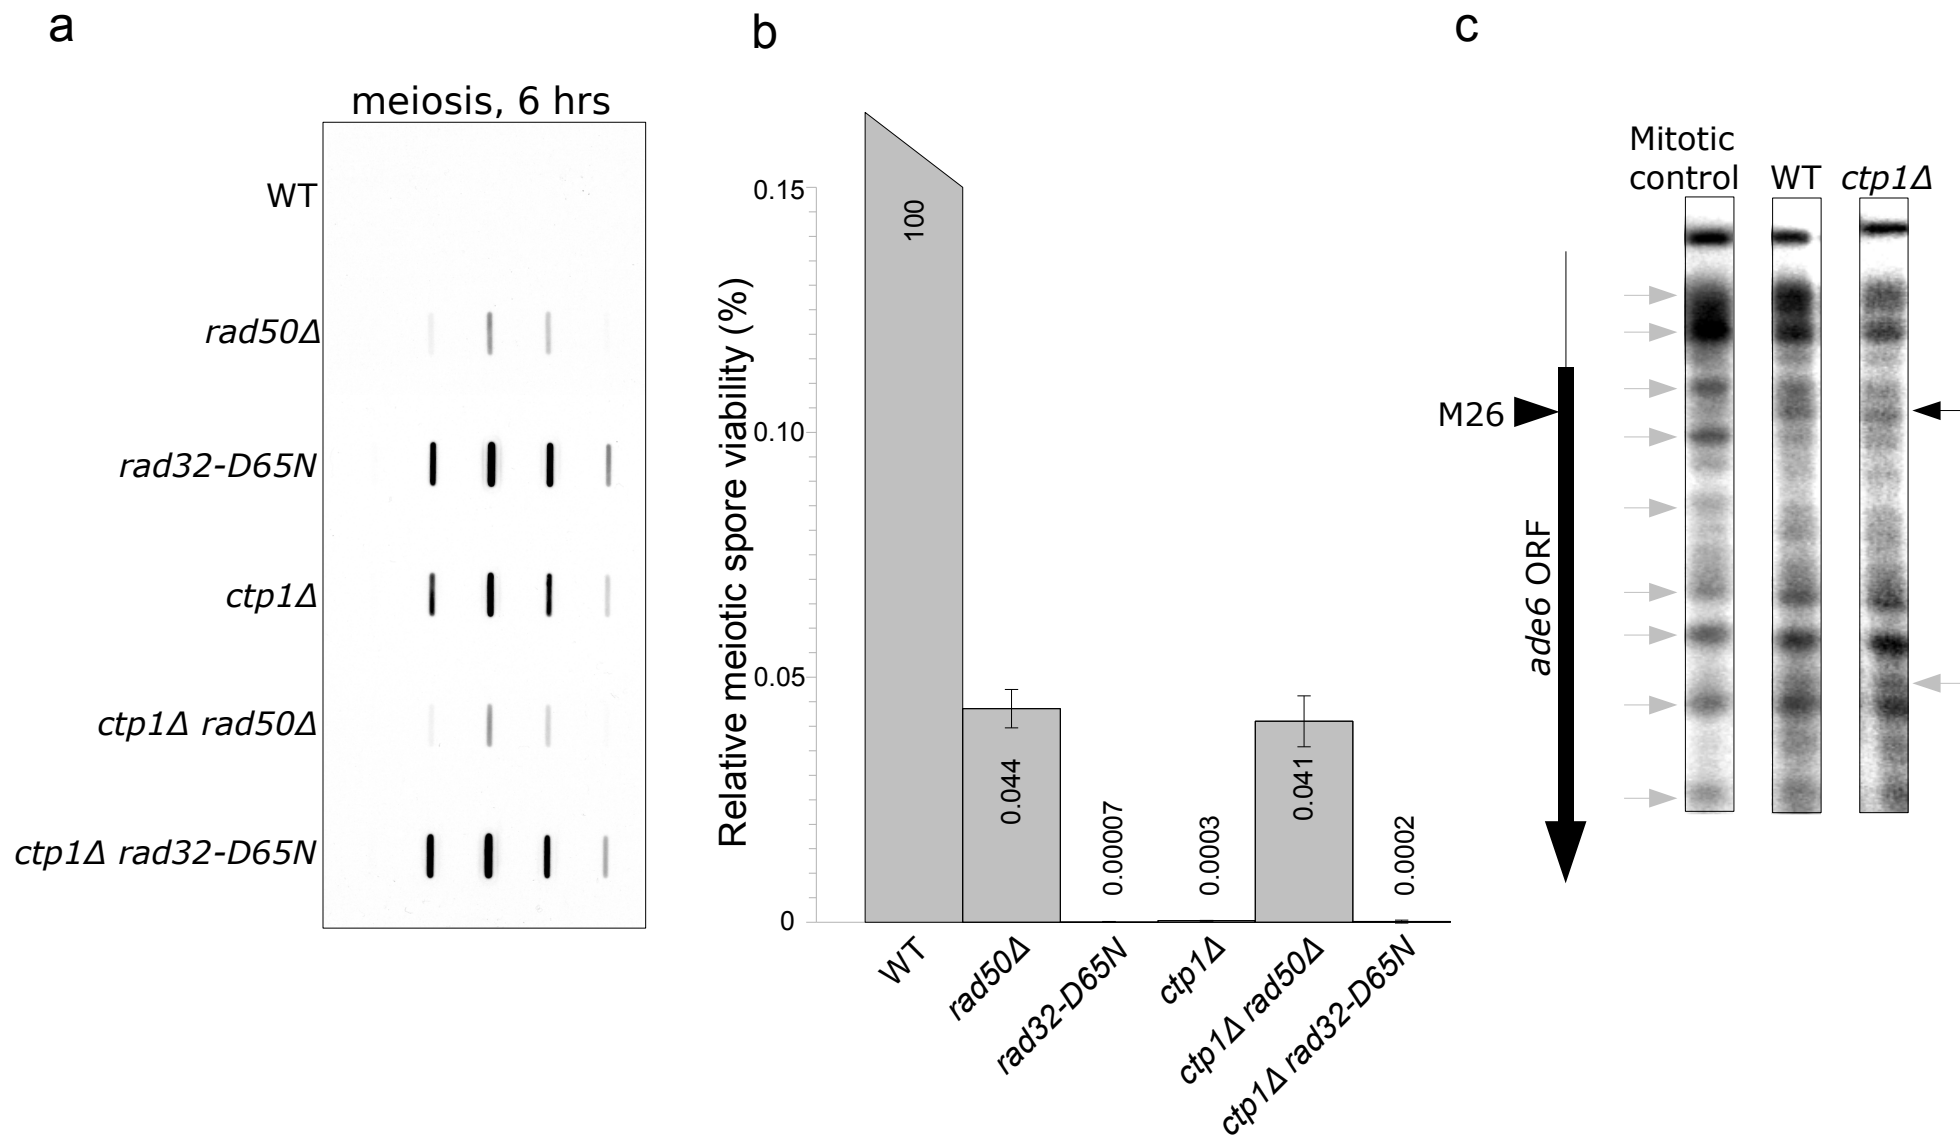 a
meiosis, 6 hrs
WT
rad50Δ
rad32-D65N
ctp1Δ
ctp1Δ rad50Δ
ctp1Δ rad32-D65N
b
Relative meiotic spore viability (%)
0.15
0.10
0.05
0
100
0.044
0.00007
0.0003
0.041
0.0002
WT
rad50Δ
rad32-D65N
ctp1Δ
ctp1Δ rad50Δ
ctp1Δ rad32-D65N
c
Mitotic
control
WT
ctp1Δ
M26
ade6 ORF